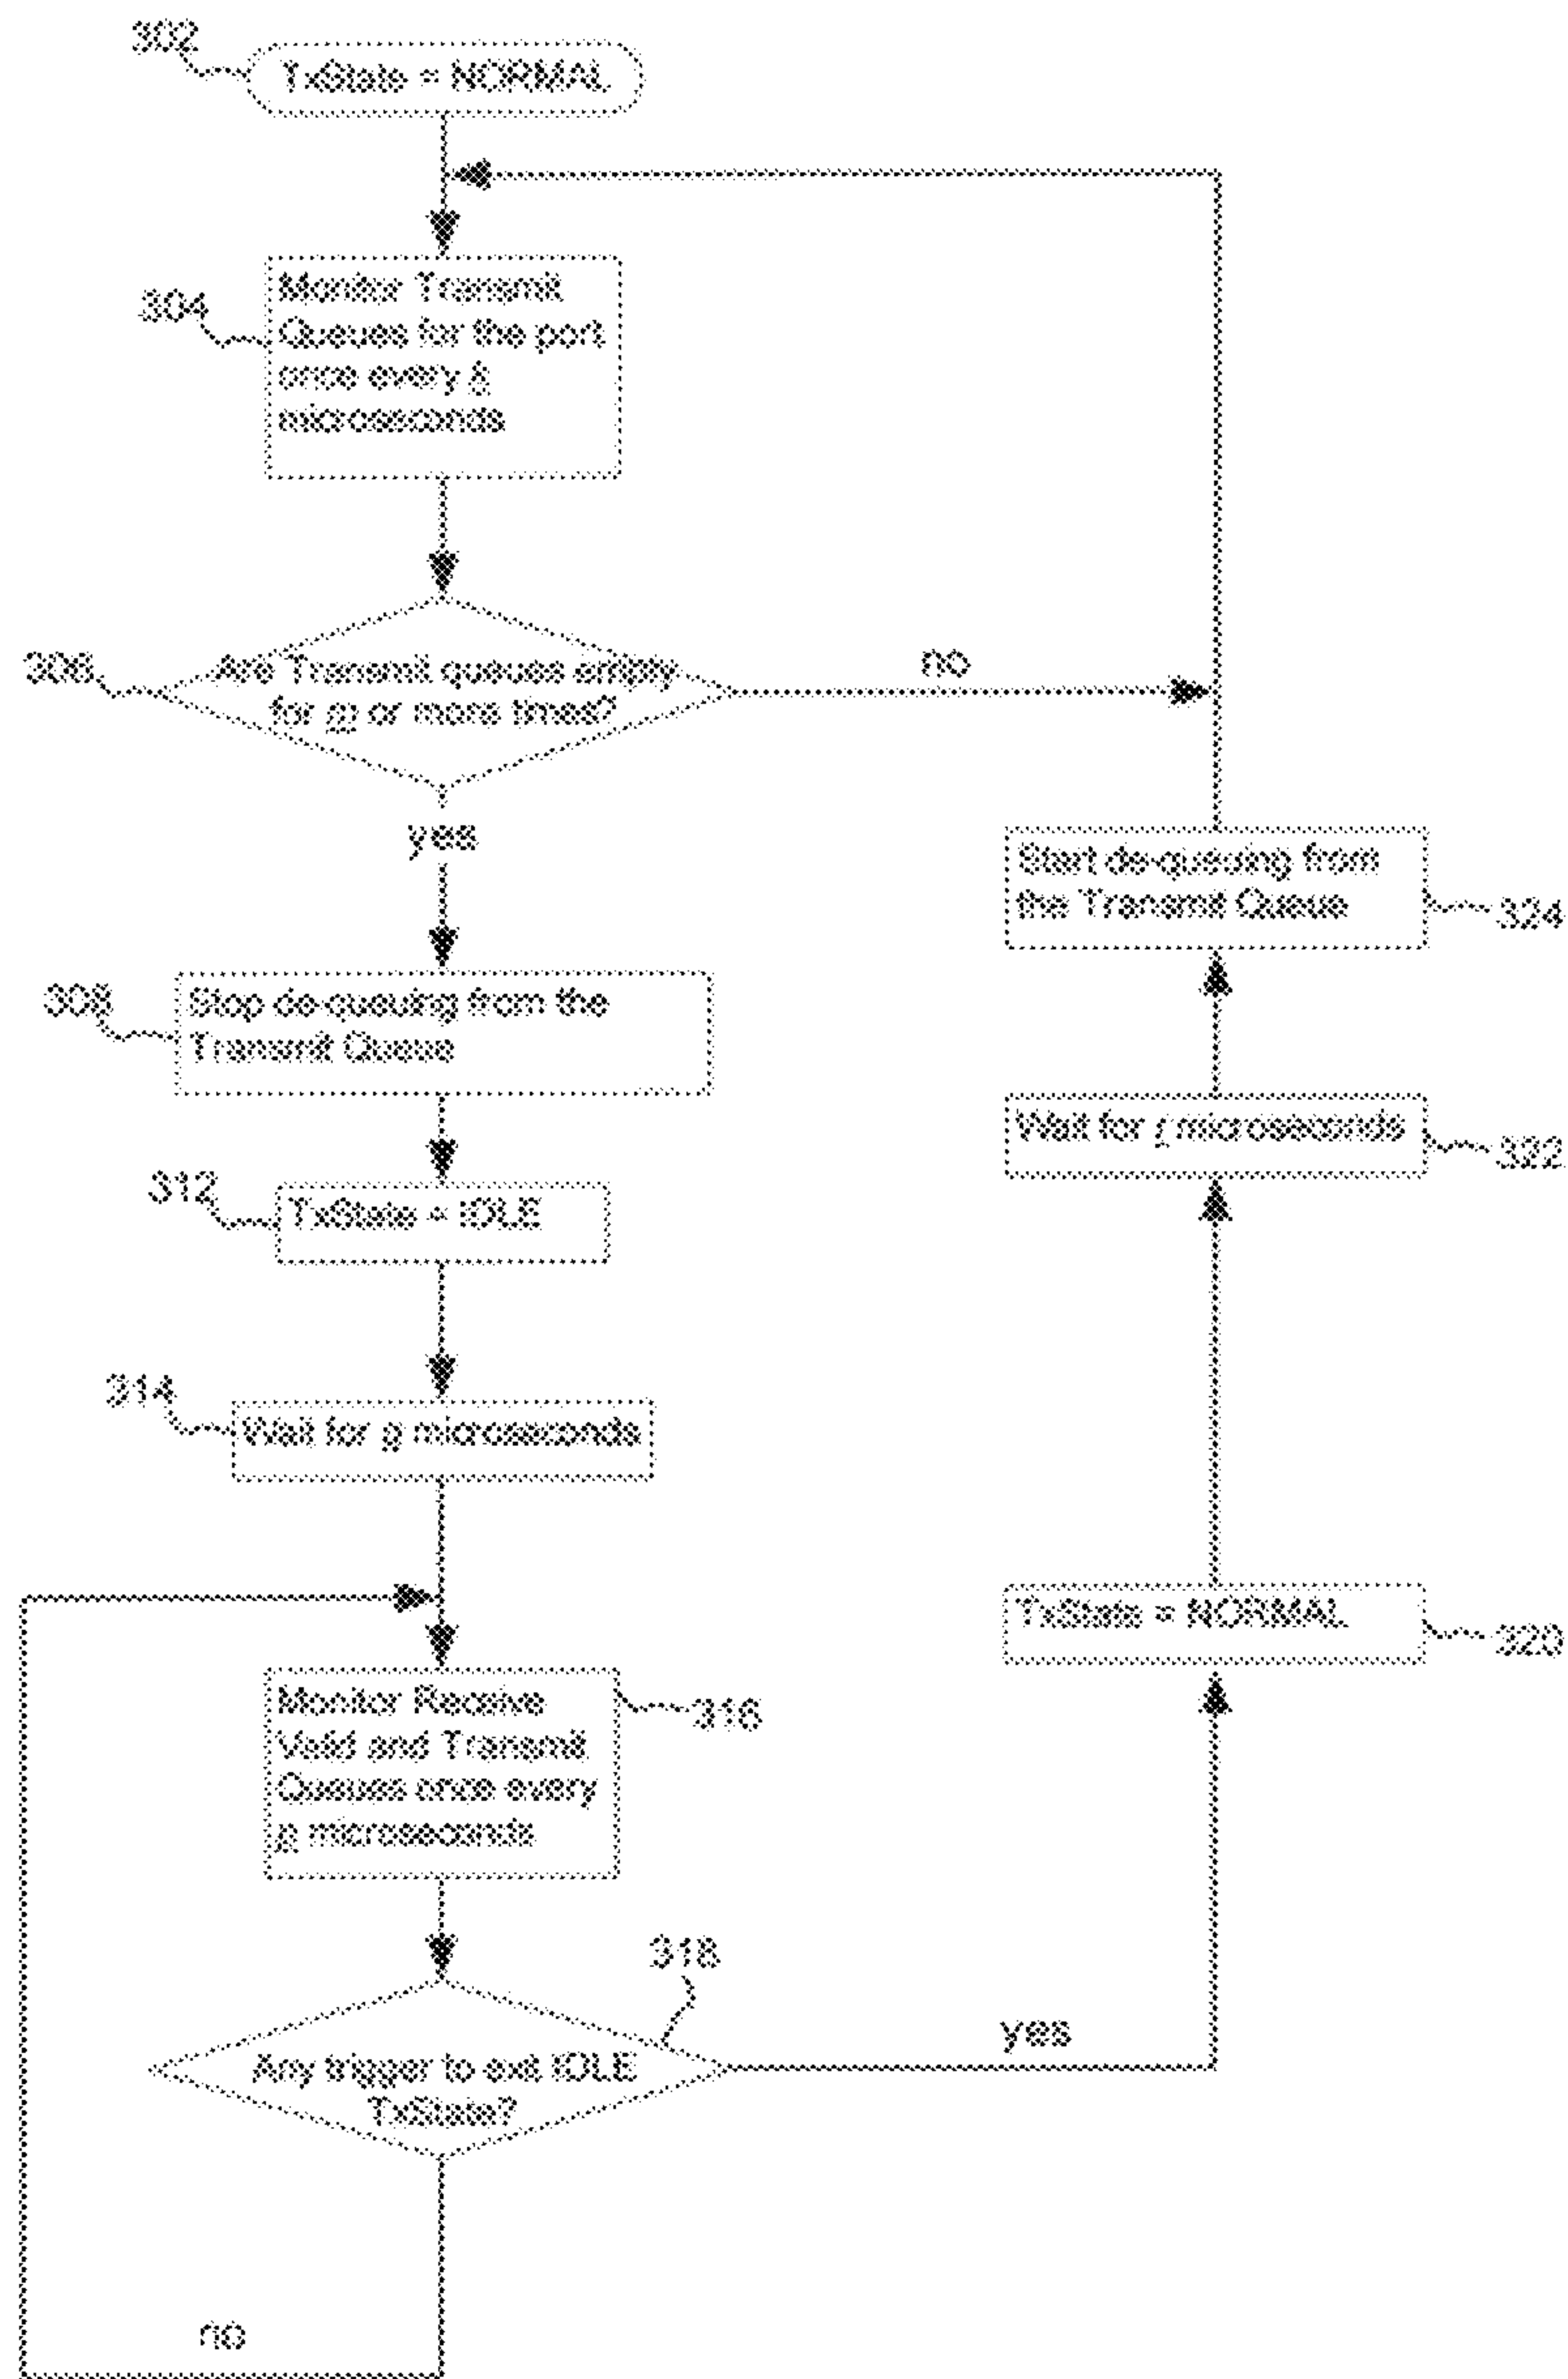 302
TxState = NORMAL
304
Monitor Transmit
Queues for the port
once every k
microseconds
306
Are Transmit queues empty
for m or more times?
no
yes
308
Stop de-queuing from the
Transmit Queue
312
TxState = IDLE
314
Wait for microseconds
316
Monitor Receive
Valid and Transmit
Queues once every
microseconds
318
Any trigger to exit IDLE
TxState?
yes
no
320
TxState = NORMAL
322
Wait for microseconds
324
Start de-queuing from
the Transmit Queue